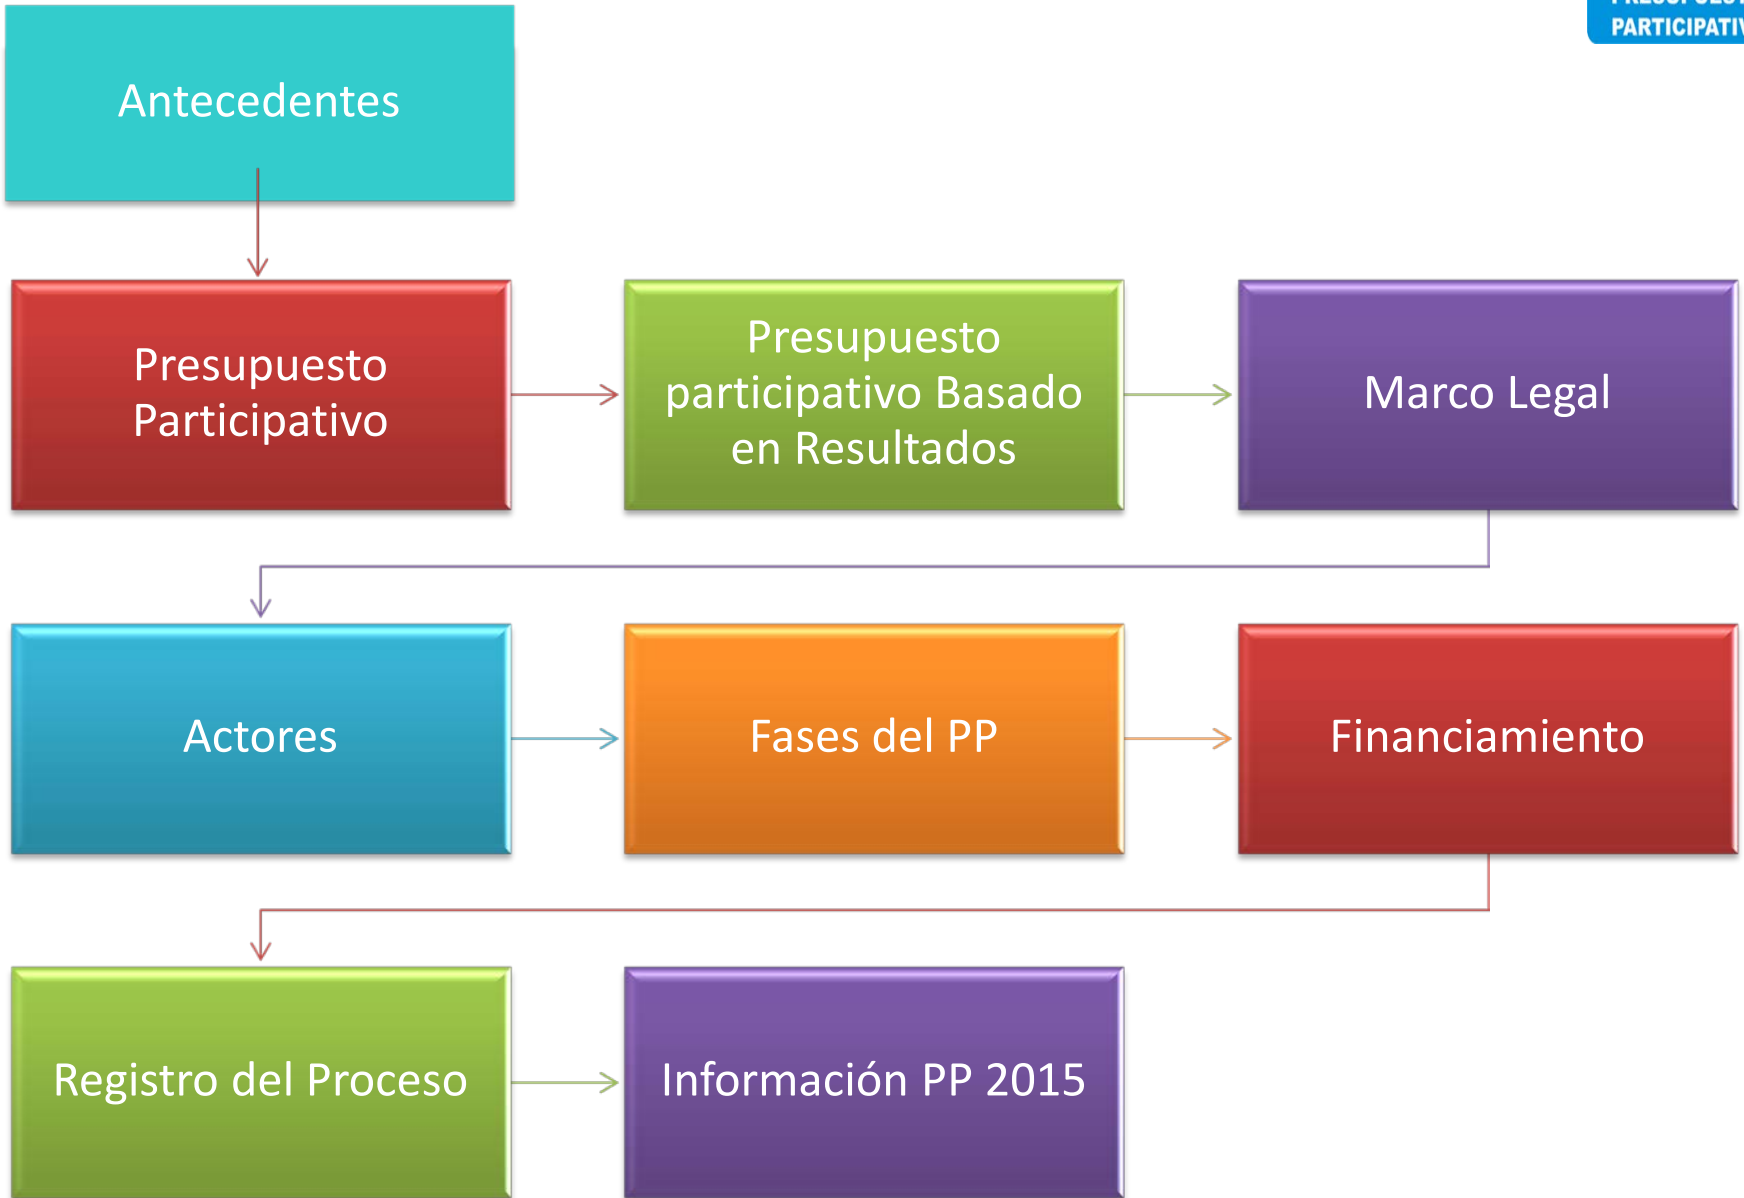 Antecedentes
Presupuesto
Participativo
Presupuesto
participativo Basado
en Resultados
Marco Legal
Actores
Fases del PP
Financiamiento
Registro del Proceso
Información PP 2015